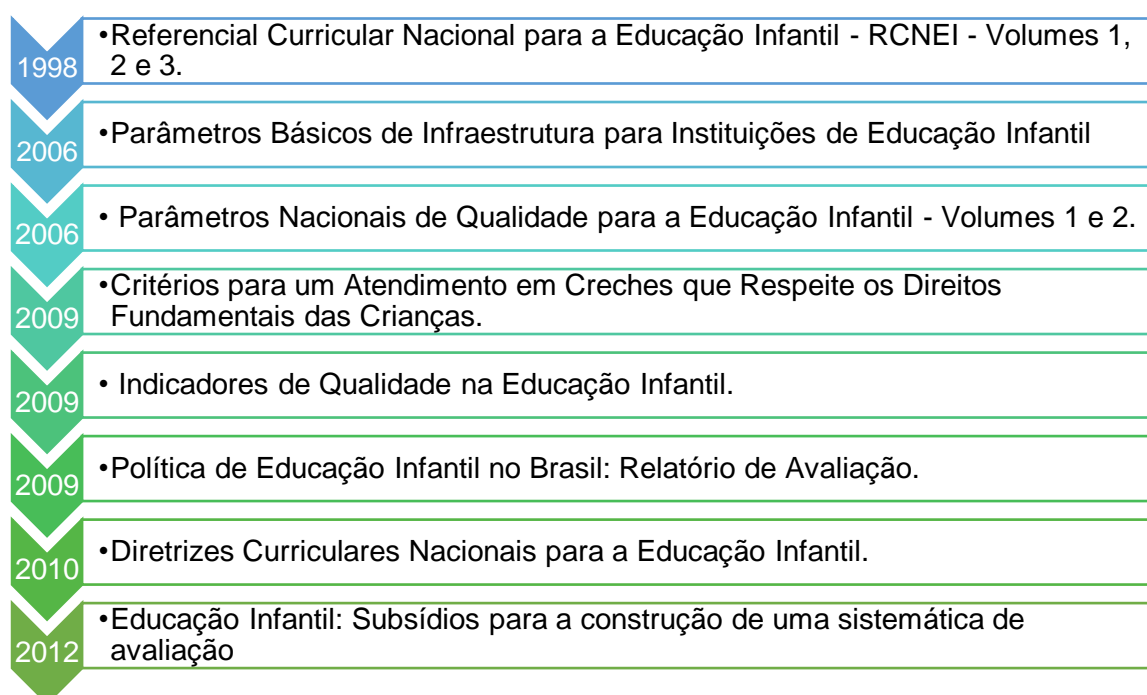 1998
•Referencial Curricular Nacional para a Educação Infantil - RCNEI - Volumes 1,
2 e 3.
2006
•Parâmetros Básicos de Infraestrutura para Instituições de Educação Infantil
2006
• Parâmetros Nacionais de Qualidade para a Educação Infantil - Volumes 1 e 2.
2009
•Critérios para um Atendimento em Creches que Respeite os Direitos
Fundamentais das Crianças.
2009
• Indicadores de Qualidade na Educação Infantil.
2009
•Política de Educação Infantil no Brasil: Relatório de Avaliação.
2010
•Diretrizes Curriculares Nacionais para a Educação Infantil.
2012
•Educação Infantil: Subsídios para a construção de uma sistemática de
avaliação